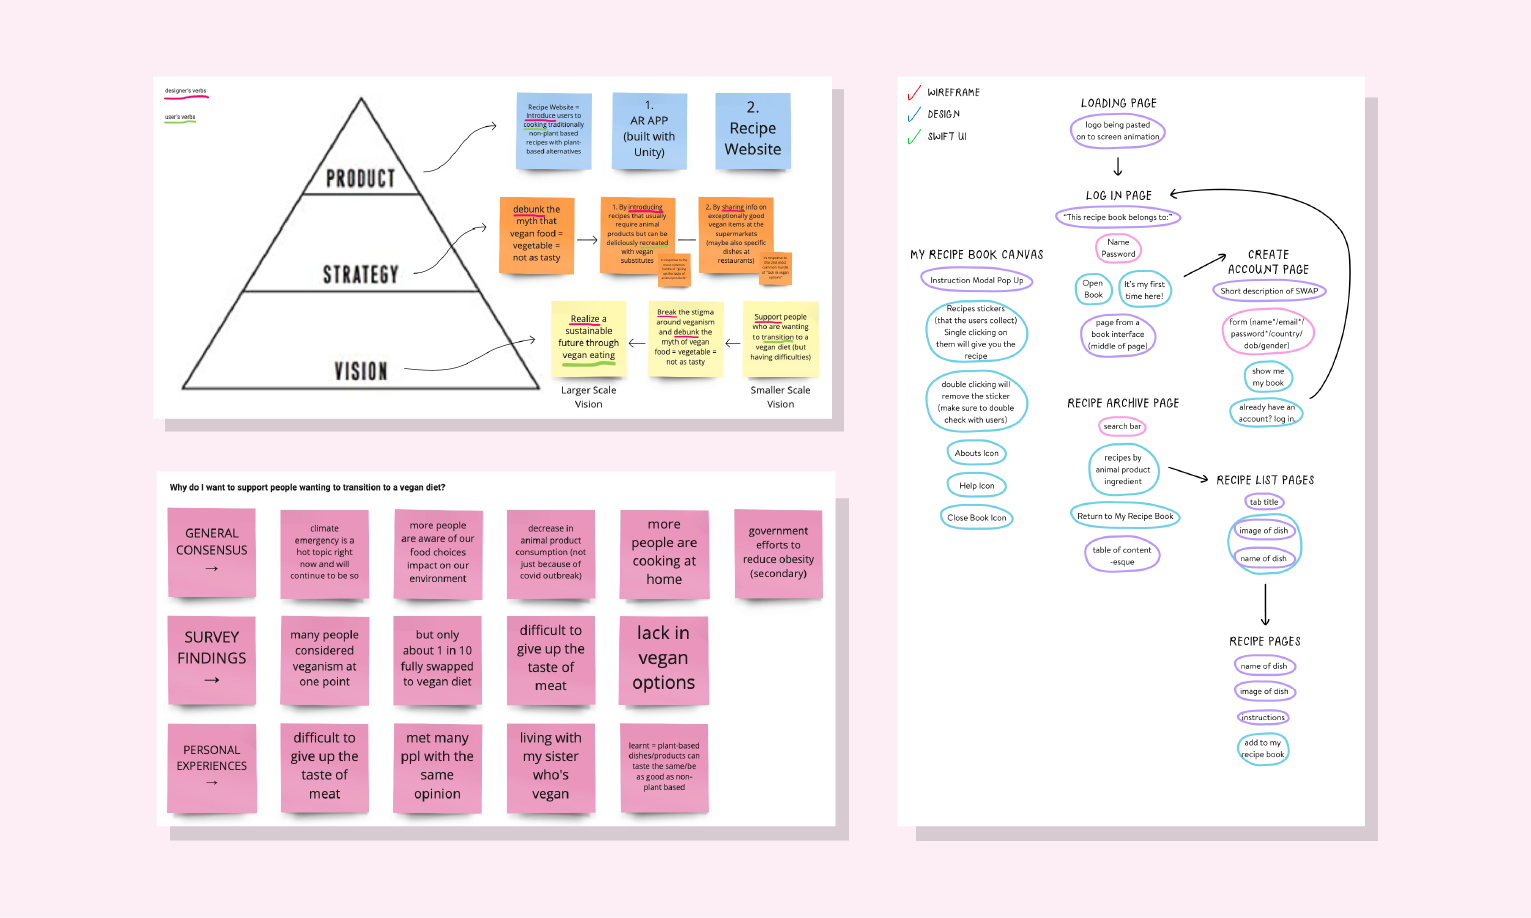 designer's verbs
user's verbs
PRODUCT
STRATEGY
VISION
Recipe Website =
Introduce users to
cooking traditionally
non-plant based
recipes with plant-
based alternatives
1.
AR APP
(built with
Unity)
2.
Recipe
Website
debunk the
myth that
vegan food =
vegetable =
not as tasty
1. By introducing
recipes that usually
require animal
products but can be
deliciously recreated
with vegan
substitutes
2. By sharing info on
exceptionally good
vegan items at the
supermarkets
(maybe also specific
dishes at
restaurants)
Realize a
sustainable
future through
vegan eating
Break the stigma
around veganism
and debunk the
myth of vegan
food = vegetable =
not as tasty
Support people
who are wanting
to transition to a
vegan diet (but
having difficulties)
Larger Scale
Vision
Smaller Scale
Vision
Why do I want to support people wanting to transition to a vegan diet?
GENERAL
CONSENSUS
→
climate
emergency is a
hot topic right
now and will
continue to be so
more people
are aware of our
food choices
impact on our
environment
decrease in
animal product
consumption (not
just because of
covid outbreak)
more
people are
cooking at
home
government
efforts to
reduce obesity
(secondary)
SURVEY
FINDINGS
→
many people
considered
veganism at
one point
but only
about 1 in 10
fully swapped
to vegan diet
difficult to
give up the
taste of
meat
lack in
vegan
options
PERSONAL
EXPERIENCES
→
difficult to
give up the
taste of
meat
met many
ppl with the
same
opinion
living with
my sister
who's
vegan
learnt = plant-based
dishes/products can
taste the same/be
as good as non-
plant based
WIREFRAME
DESIGN
SWIFT UI
LOADING PAGE
logo being pasted
on to screen animation
LOG IN PAGE
"This recipe book belongs to:"
Name
Password
Open
Book
It's my first
time here!
page from a
book interface
(middle of page)
MY RECIPE BOOK CANVAS
Instruction Modal Pop Up
Recipes stickers
(that the users collect)
Single clicking on
them will give you the
recipe
double clicking will
remove the sticker
(make sure to double
check with users)
Abouts Icon
Help Icon
Close Book Icon
CREATE
ACCOUNT PAGE
Short description of SWAP
form (name*/email*/
password*/country/
dob/gender)
show me
my book
already have an
account? log in.
RECIPE ARCHIVE PAGE
search bar
recipes by
animal product
ingredient
Return to My Recipe Book
table of content
-esque
RECIPE LIST PAGES
tab title
image of dish
name of dish
RECIPE PAGES
name of dish
image of dish
instructions
add to my
recipe book